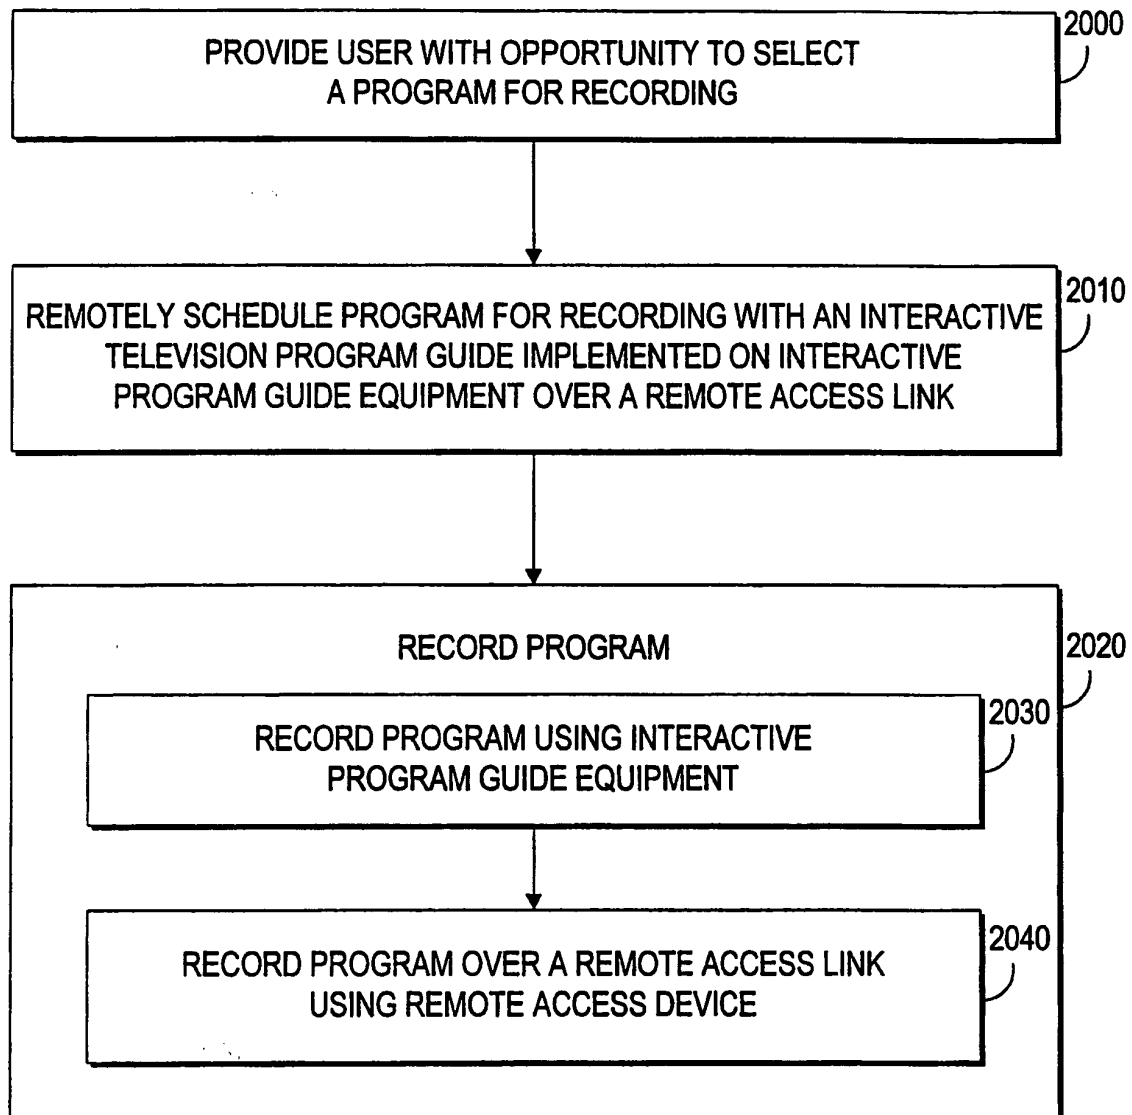 2000
PROVIDE USER WITH OPPORTUNITY TO SELECT
A PROGRAM FOR RECORDING
2010
REMOTELY SCHEDULE PROGRAM FOR RECORDING WITH AN INTERACTIVE
TELEVISION PROGRAM GUIDE IMPLEMENTED ON INTERACTIVE
PROGRAM GUIDE EQUIPMENT OVER A REMOTE ACCESS LINK
RECORD PROGRAM
2020
2030
RECORD PROGRAM USING INTERACTIVE
PROGRAM GUIDE EQUIPMENT
2040
RECORD PROGRAM OVER A REMOTE ACCESS LINK
USING REMOTE ACCESS DEVICE